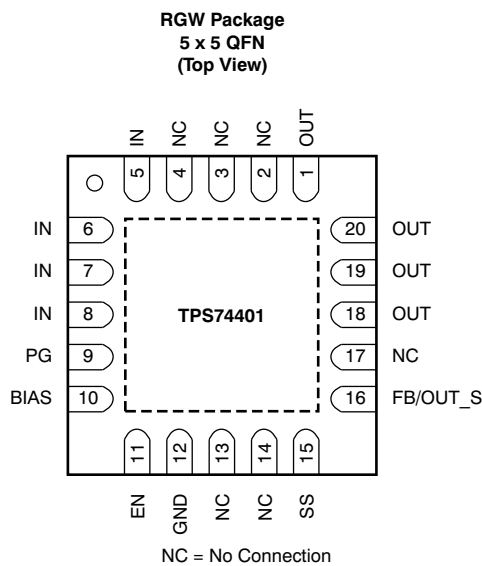 RGW Package
5 x 5 QFN
(Top View)
IN NC NC NC OUT
5 4 3 2 1
IN 6 20 OUT
IN 7 19 OUT
IN 8 TPS74401 18 OUT
PG 9 17 NC
BIAS 10 16 FB/OUT_S
11 12 13 14 15
EN GND NC NC SS
NC = No Connection